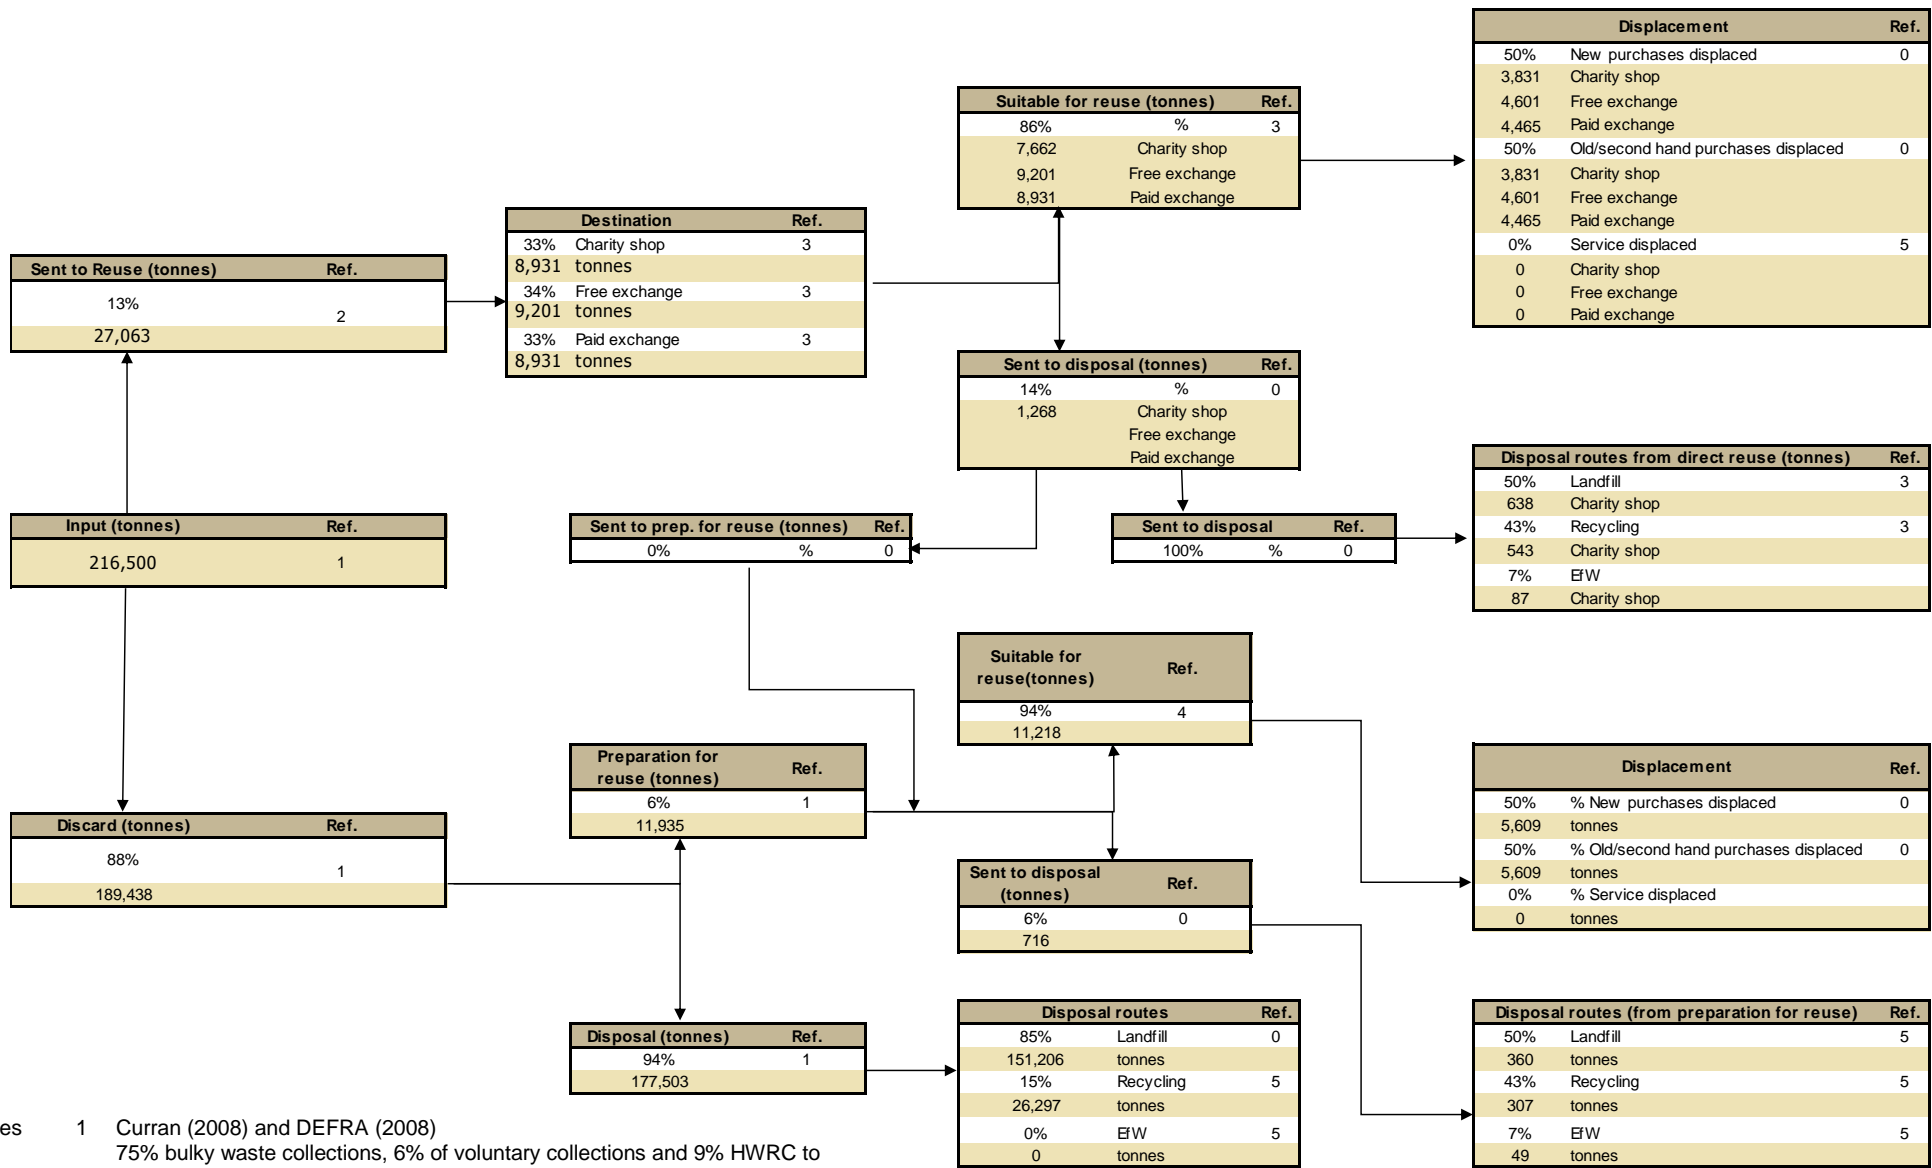 Displacement Ref.
50% New purchases displaced 0
3,831 Charity shop
4,601 Free exchange
4,465 Paid exchange
50% Old/second hand purchases displaced 0
3,831 Charity shop
4,601 Free exchange
4,465 Paid exchange
0% Service displaced 5
0 Charity shop
0 Free exchange
0 Paid exchange
Suitable for reuse (tonnes) Ref.
86% % 3
7,662 Charity shop
9,201 Free exchange
8,931 Paid exchange
Destination Ref.
33% Charity shop 3
8,931 tonnes
34% Free exchange 3
9,201 tonnes
33% Paid exchange 3
8,931 tonnes
Sent to Reuse (tonnes) Ref.
13%
2
27,063
Sent to disposal (tonnes) Ref.
14% % 0
1,268 Charity shop
Free exchange
Paid exchange
Disposal routes from direct reuse (tonnes) Ref.
50% Landfill 3
638 Charity shop
43% Recycling 3
543 Charity shop
7% EfW
87 Charity shop
Input (tonnes) Ref.
216,500 1
Sent to prep. for reuse (tonnes) Ref.
0% % 0
Sent to disposal Ref.
100% % 0
Suitable for
reuse(tonnes) Ref.
94% 4
11,218
Preparation for
reuse (tonnes) Ref.
6% 1
11,935
Displacement Ref.
50% % New purchases displaced 0
5,609 tonnes
50% % Old/second hand purchases displaced 0
5,609 tonnes
0% % Service displaced
0 tonnes
Discard (tonnes) Ref.
88%
1
189,438
Sent to disposal
(tonnes) Ref.
6% 0
716
Disposal (tonnes) Ref.
94% 1
177,503
Disposal routes Ref.
85% Landfill 0
151,206 tonnes
15% Recycling 5
26,297 tonnes
0% EfW 5
0 tonnes
Disposal routes (from preparation for reuse) Ref.
50% Landfill 5
360 tonnes
43% Recycling 5
307 tonnes
7% EfW 5
49 tonnes
es 1 Curran (2008) and DEFRA (2008)
75% bulky waste collections, 6% of voluntary collections and 9% HWRC to